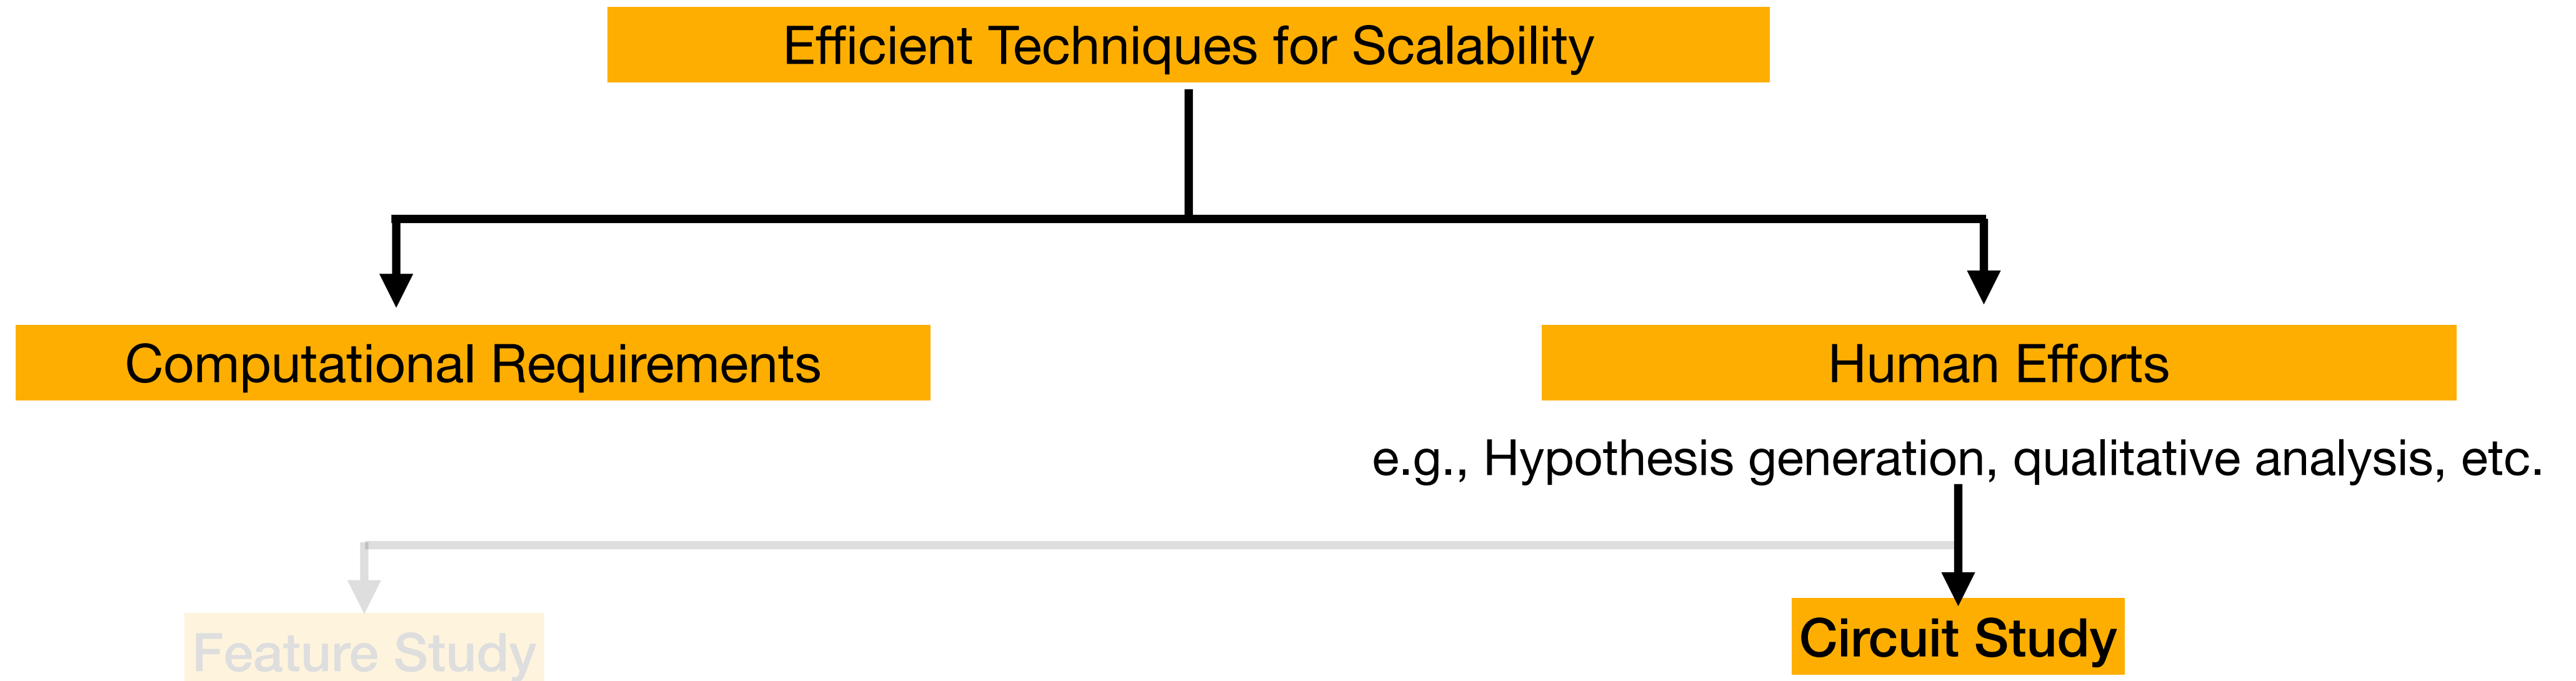 Efficient Techniques for Scalability
Computational Requirements
Human Efforts
e.g., Hypothesis generation, qualitative analysis, etc.
Feature Study
Circuit Study